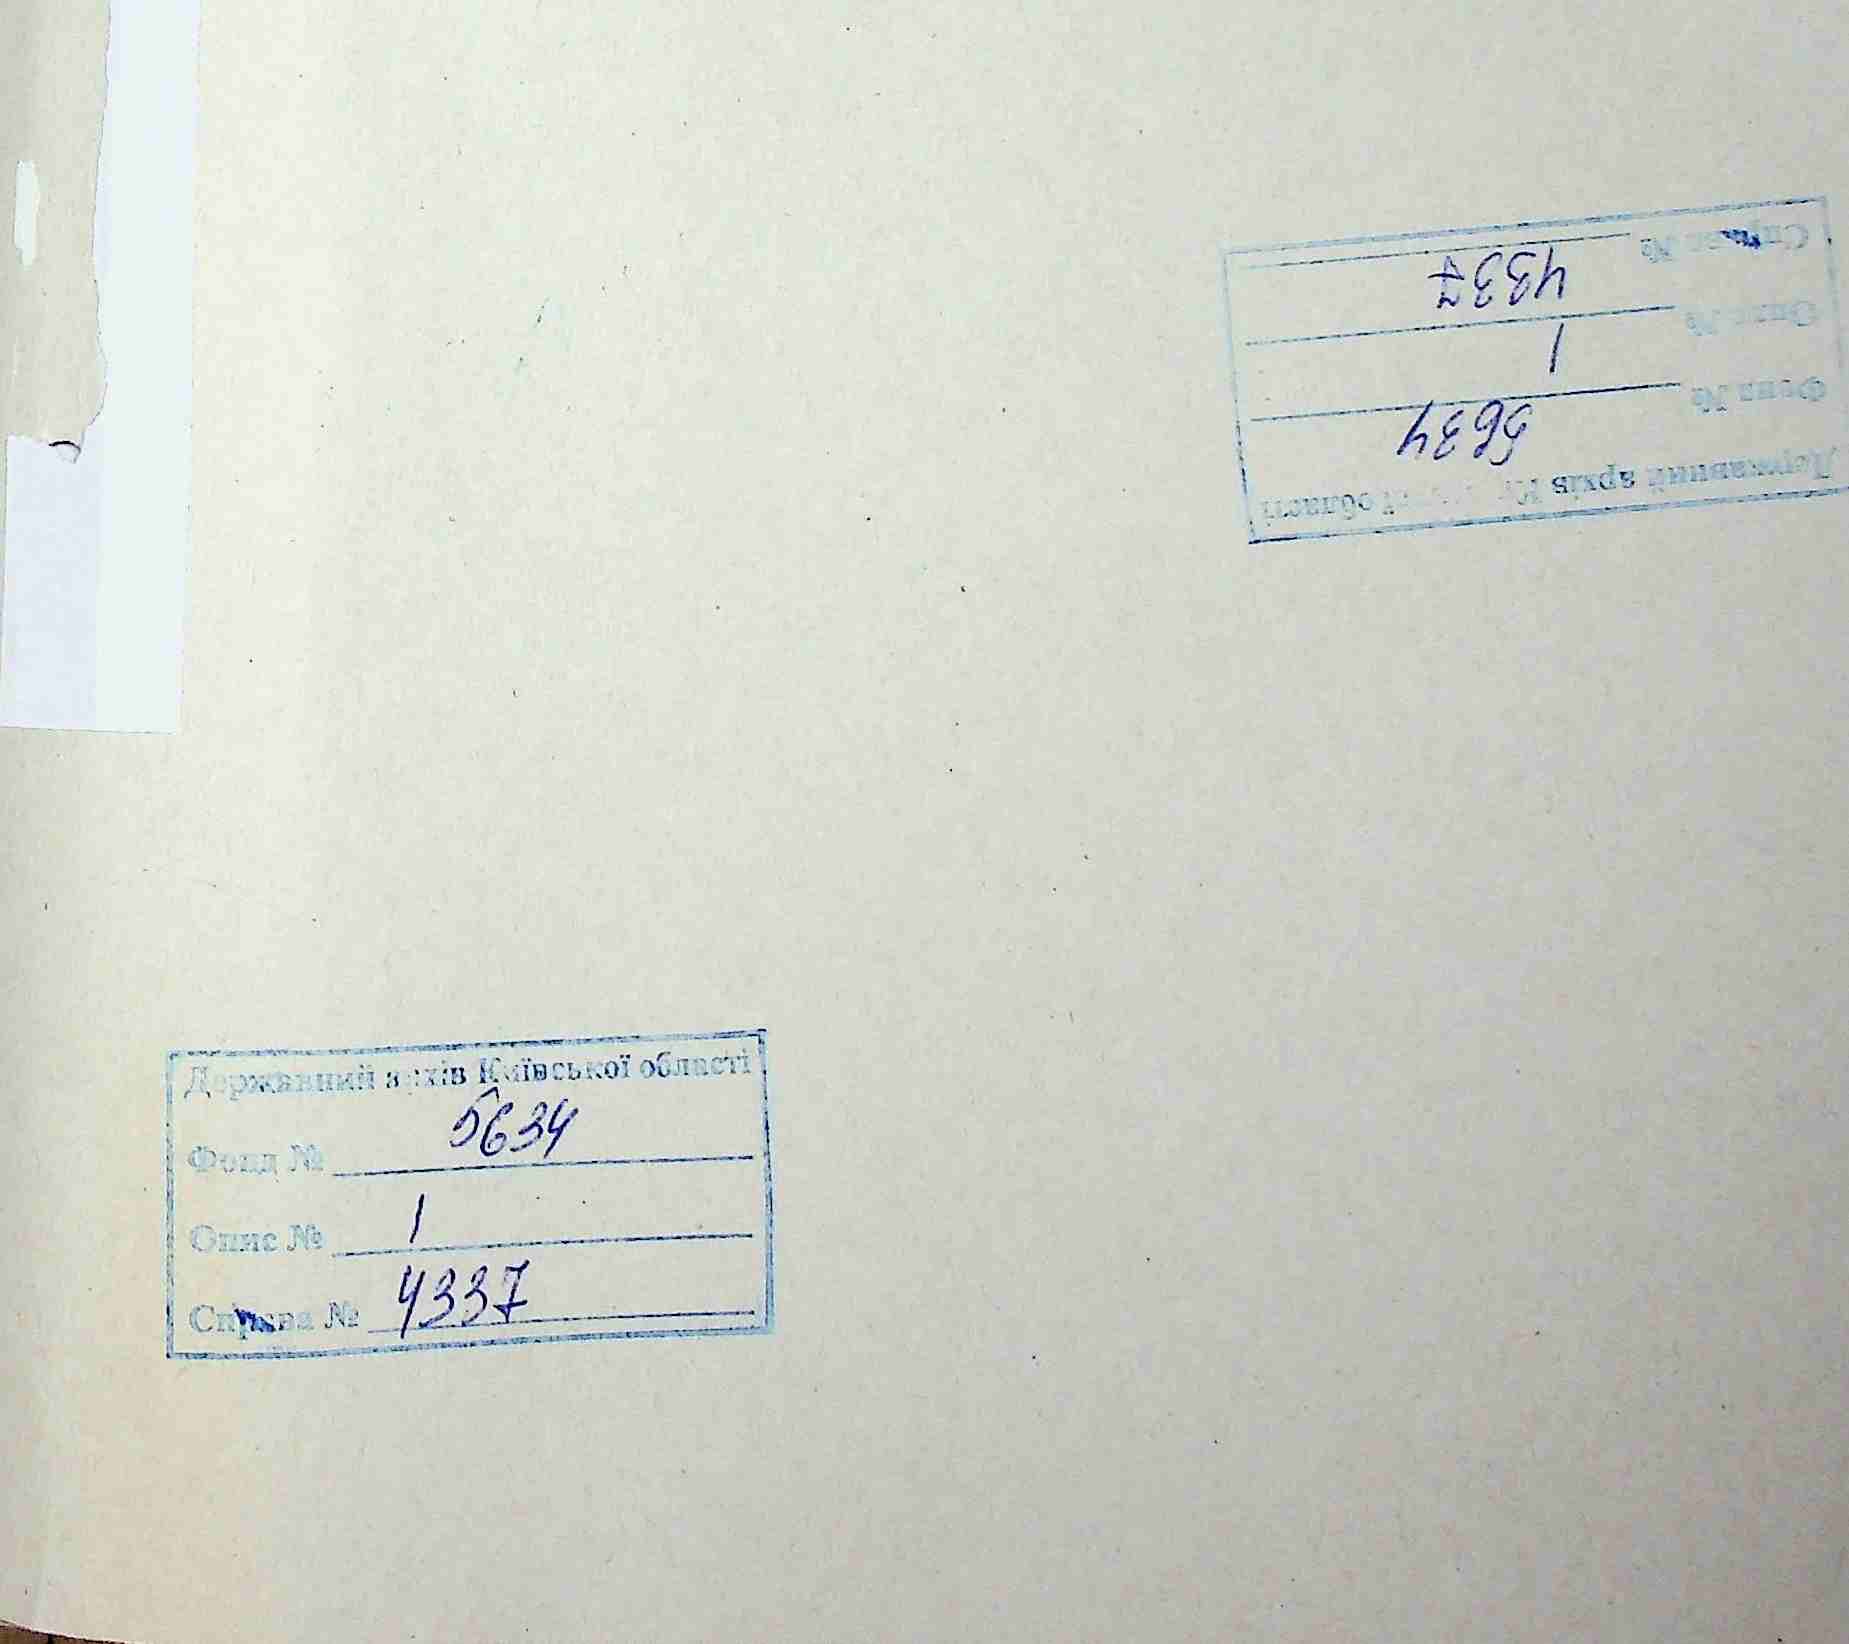 Справа № 4337
Опис № 1
Фонд № 5634
Державний архів області
Державний архів Київської області
Фонд № 5634
Опис № 1
Справа № 4337